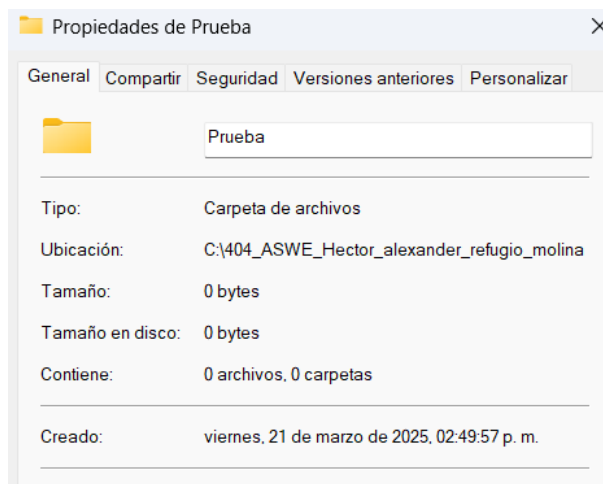 Propiedades de Prueba
General Compartir Seguridad Versiones anteriores Personalizar
Prueba
Tipo: Carpeta de archivos
Ubicación: C:\404_ASWE_Hector_alexander_refugio_molina
Tamaño: 0 bytes
Tamaño en disco: 0 bytes
Contiene: 0 archivos, 0 carpetas
Creado: viernes, 21 de marzo de 2025, 02:49:57 p. m.